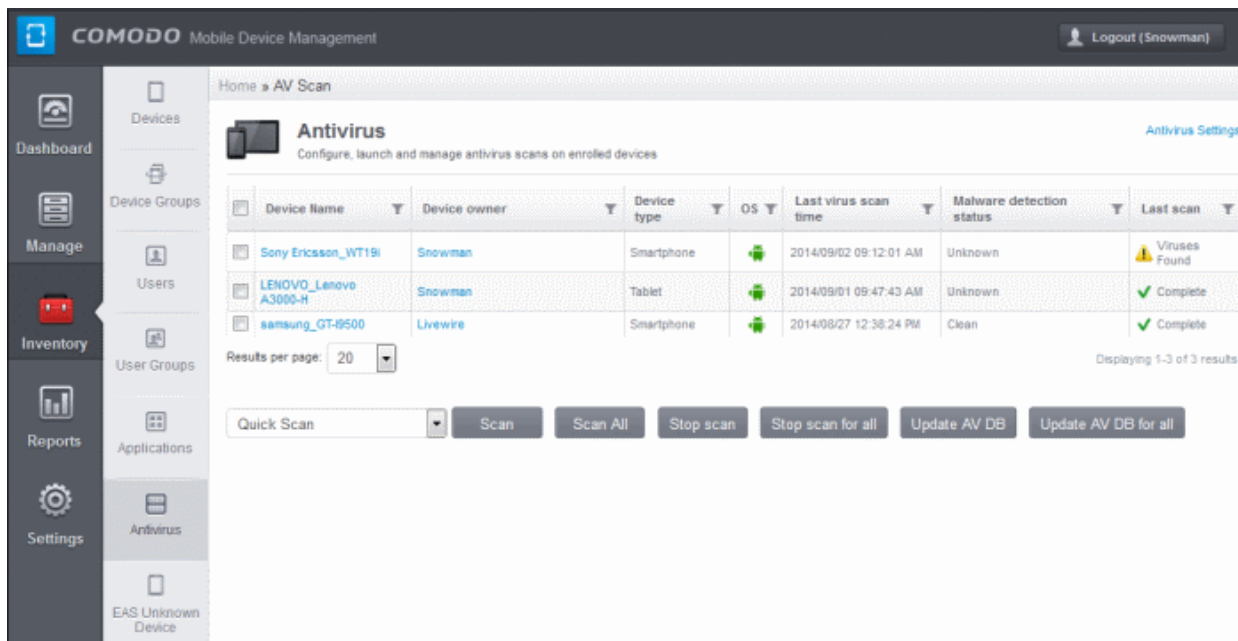 COMODO Mobile Device Management
Logout (Snowman)
Dashboard
Manage
Inventory
Reports
Settings
Devices
Device Groups
Users
User Groups
Applications
Antivirus
EAS Unknown
Device
Home » AV Scan
Antivirus
Configure, launch and manage antivirus scans on enrolled devices
Antivirus Settings
Device Name Device owner Device type OS Last virus scan time Malware detection status Last scan
Sony Ericsson_WT19i Snowman Smartphone 2014/09/02 09:12:01 AM Unknown Viruses Found
LENOVO_Lenovo A3000-H Snowman Tablet 2014/09/01 09:47:43 AM Unknown Complete
samsung_GT-I9500 Livewire Smartphone 2014/08/27 12:38:24 PM Clean Complete
Results per page: 20
Displaying 1-3 of 3 results
Quick Scan Scan Scan All Stop scan Stop scan for all Update AV DB Update AV DB for all